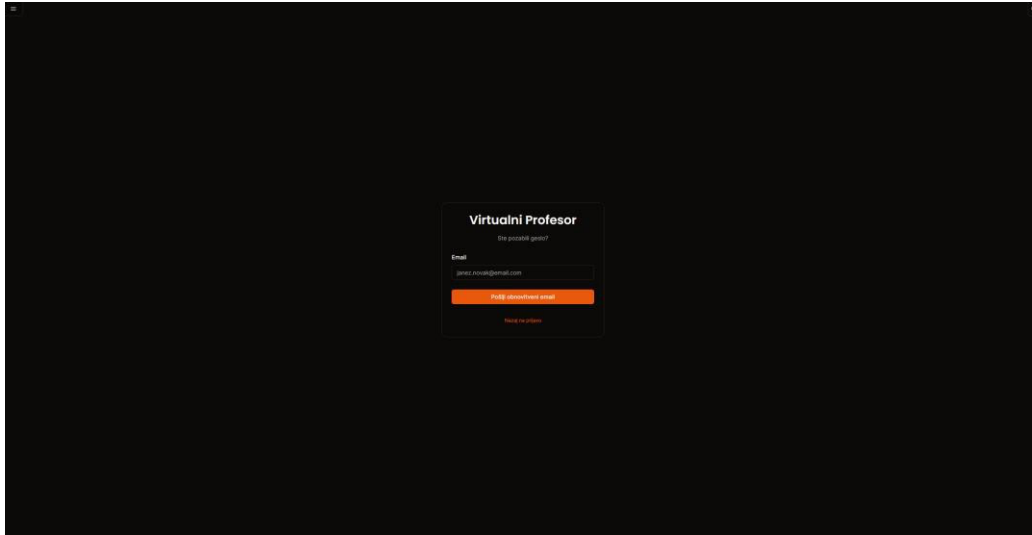 Virtualni Profesor
Ste pozabili geslo?
Email
janez.novak@email.com
Pošlji obnovitveni email
Nazaj na prijavo